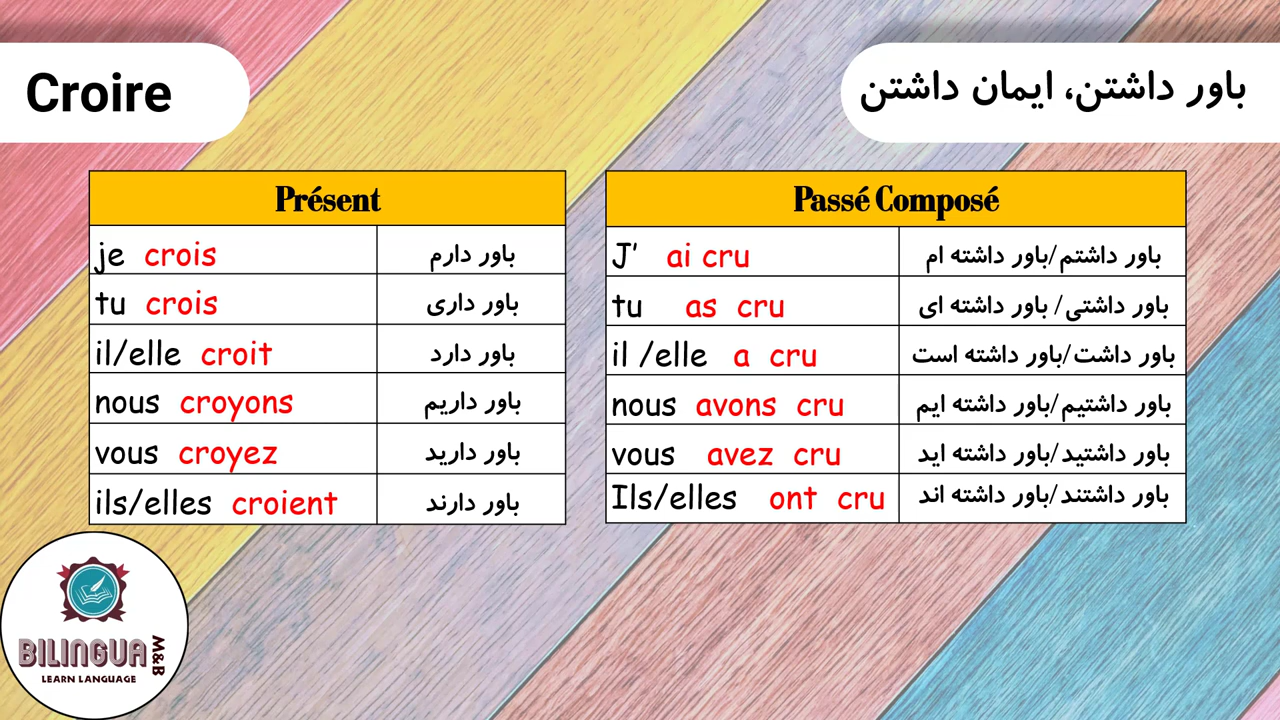 Croire
باور داشتن، ایمان داشتن
Présent
je crois باور دارم
tu crois باور داری
il/elle croit باور دارد
nous croyons باور داریم
vous croyez باور دارید
ils/elles croient باور دارند
Passé Composé
J' ai cru باور داشتم/باور داشته ام
tu as cru باور داشتی/ باور داشته ای
il /elle a cru باور داشت/باور داشته است
nous avons cru باور داشتیم/باور داشته ایم
vous avez cru باور داشتید/باور داشته اید
Ils/elles ont cru باور داشتند/باور داشته اند
BILINGUA M&B
LEARN LANGUAGE